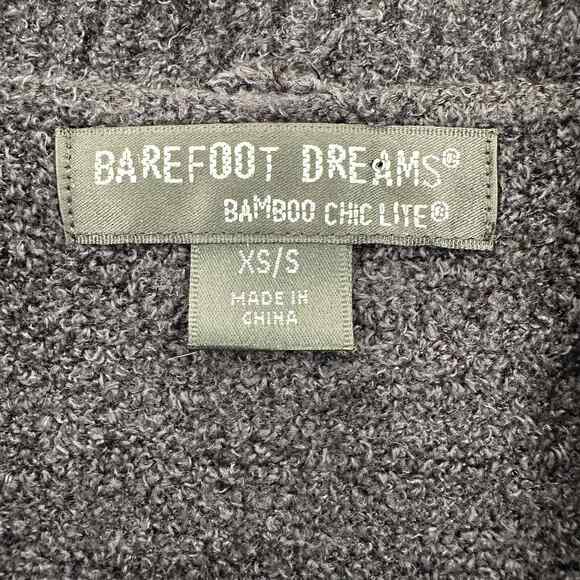 BAREFOOT DREAMS®
BAMBOO CHIC LITE®
XS/S
MADE IN
CHINA